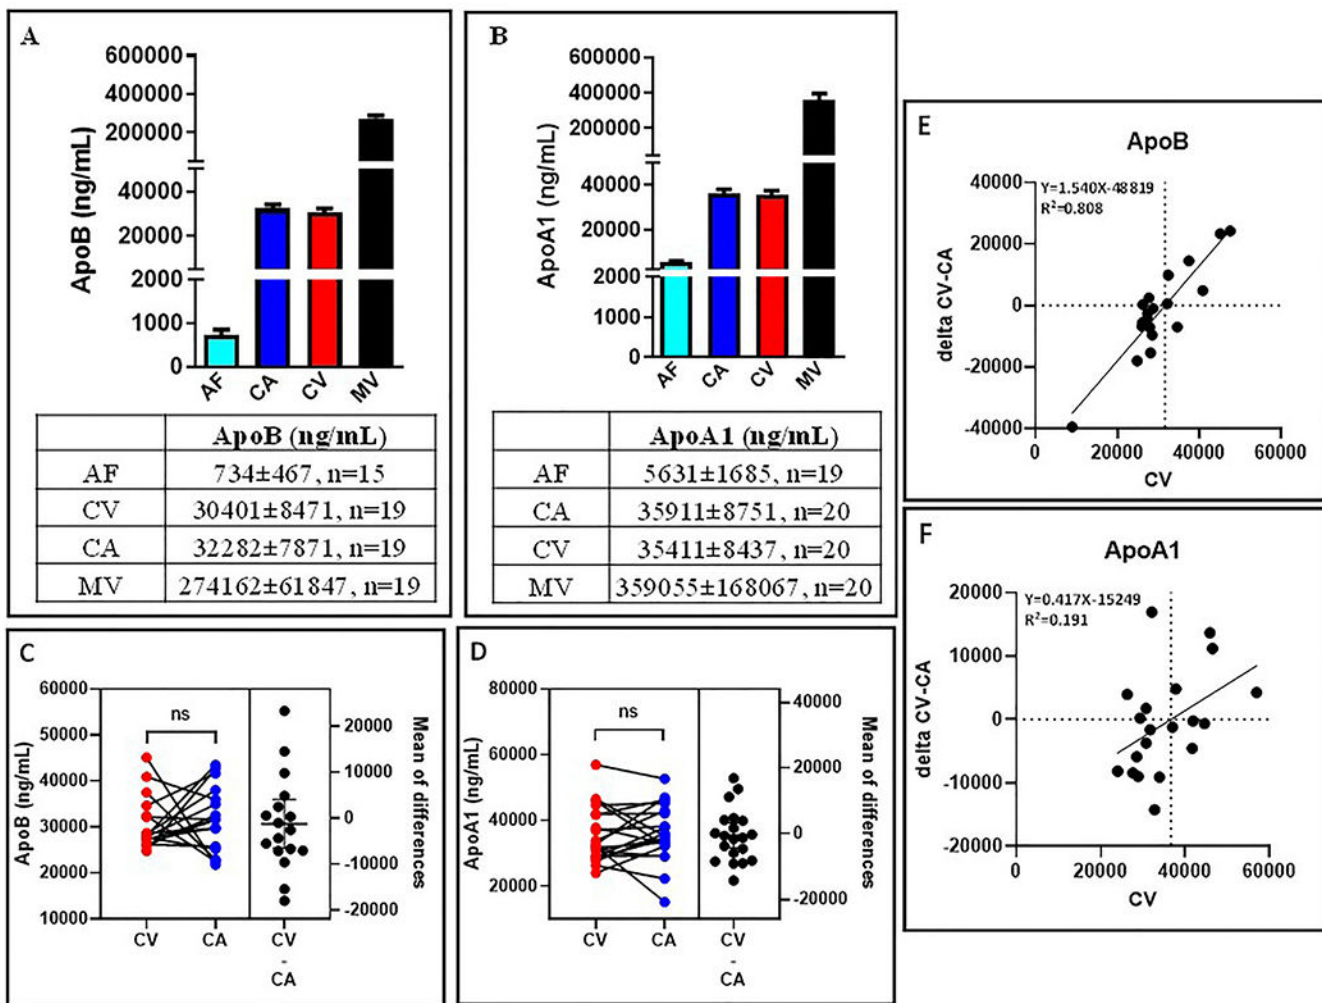 A
600000
400000
200000
40000
20000
2000
1000
0
ApoB (ng/mL)
AF CA CV MV
ApoB (ng/mL)
AF 734±467, n=15
CV 30401±8471, n=19
CA 32282±7871, n=19
MV 274162±61847, n=19
B
600000
400000
200000
40000
20000
2000
1000
0
ApoA1 (ng/mL)
AF CA CV MV
ApoA1 (ng/mL)
AF 5631±1685, n=19
CA 35911±8751, n=20
CV 35411±8437, n=20
MV 359055±168067, n=20
C
60000
50000
40000
30000
20000
10000
ApoB (ng/mL)
ns
20000
10000
0
-10000
-20000
Mean of differences
CV CA CV
-
CA
D
80000
60000
40000
20000
ApoA1 (ng/mL)
ns
40000
20000
0
-20000
Mean of differences
CV CA CV
-
CA
E
ApoB
Y=1.540X-48819
R²=0.808
40000
20000
0
-20000
-40000
delta CV-CA
0 20000 40000 60000
CV
F
ApoA1
Y=0.417X-15249
R²=0.191
20000
10000
0
-10000
-20000
delta CV-CA
0 20000 40000 60000
CV